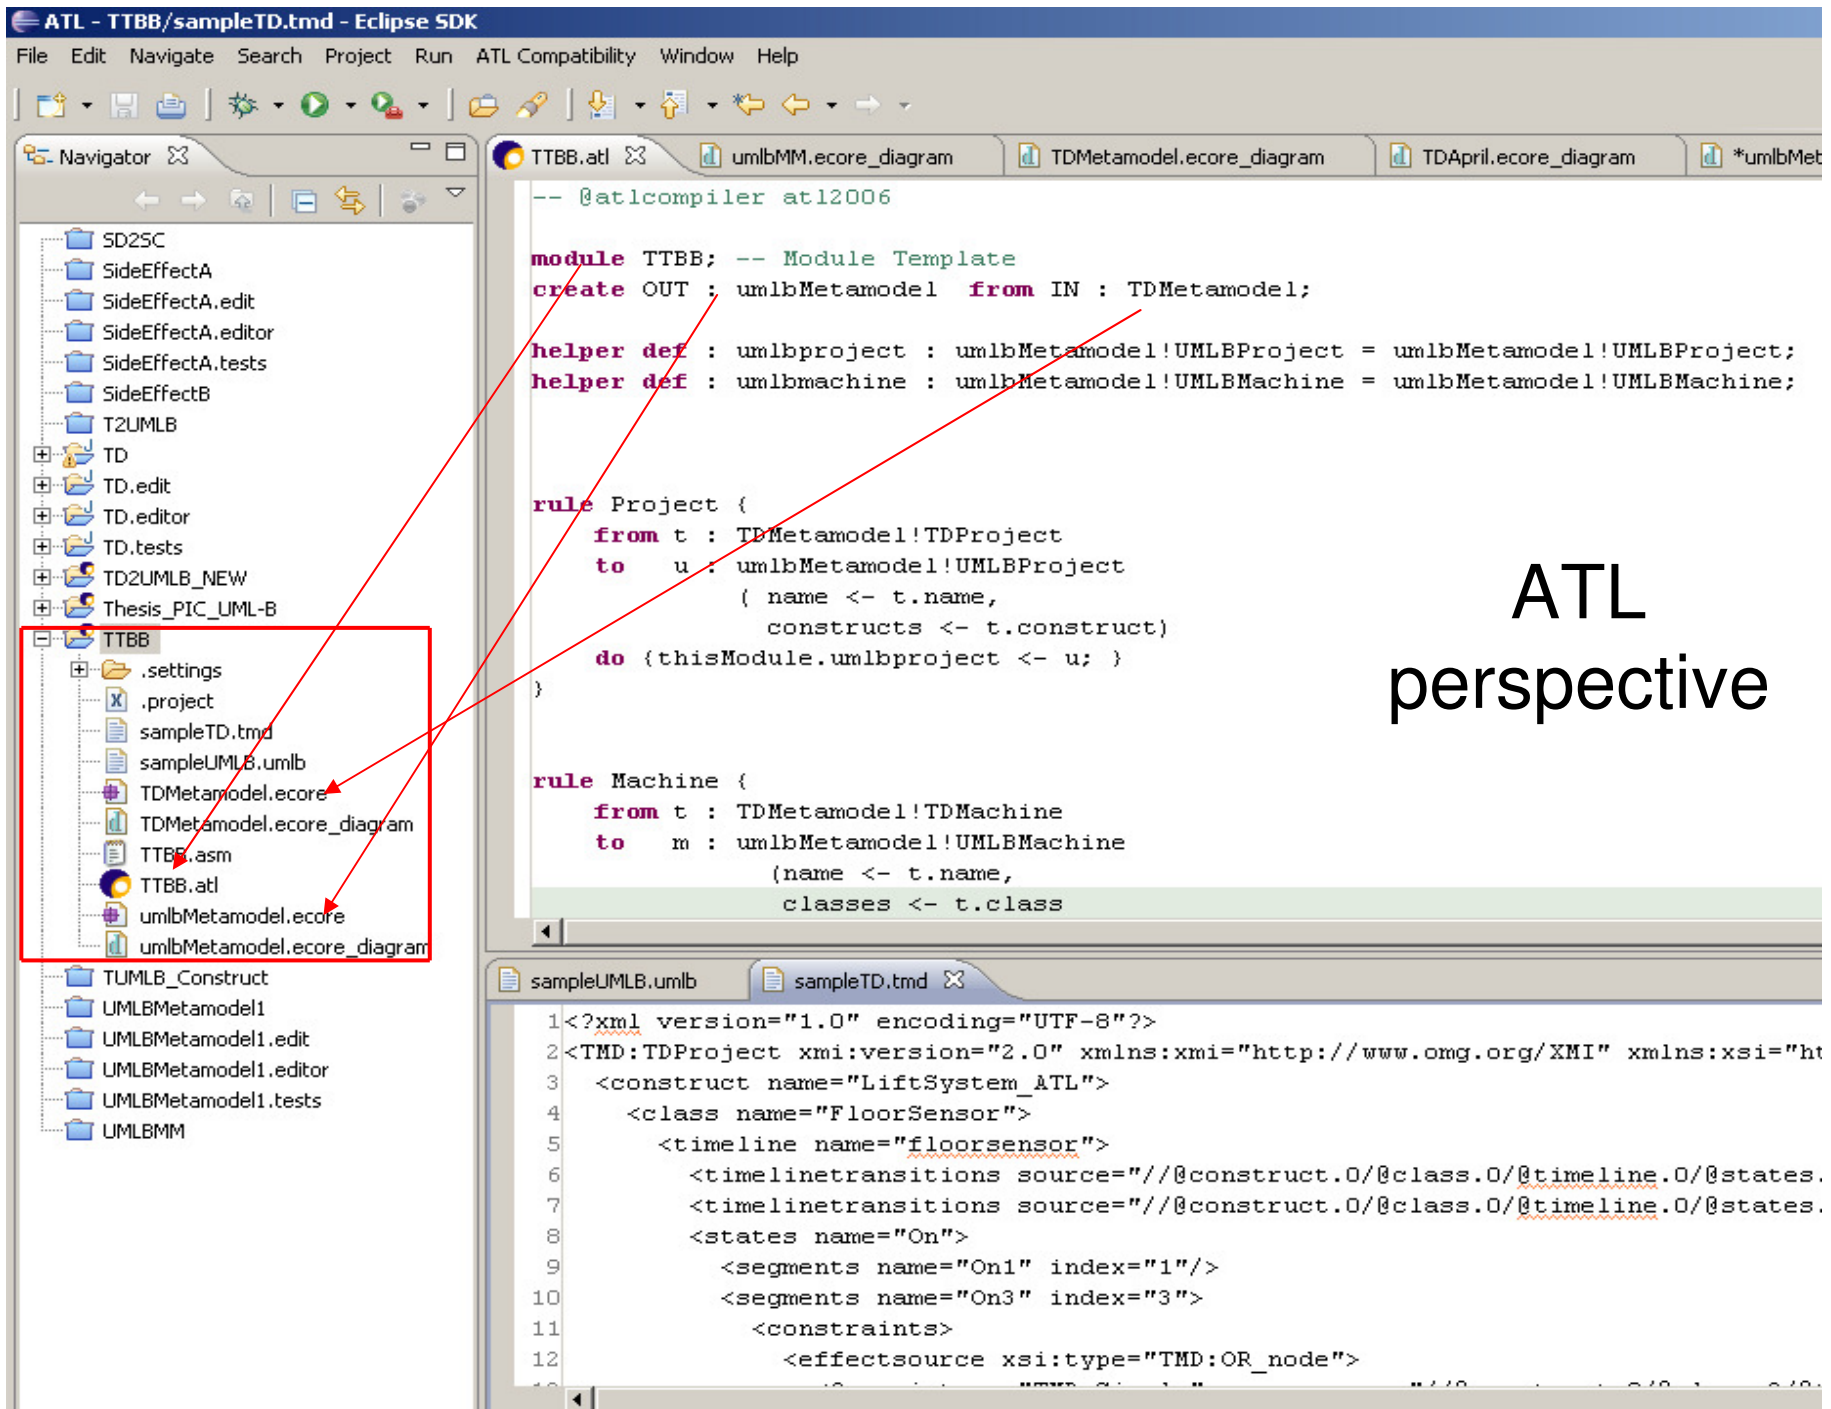 ATL - TTBB/sampleTD.tmd - Eclipse SDK
File Edit Navigate Search Project Run ATL Compatibility Window Help
Navigator
SD2SC
SideEffectA
SideEffectA.edit
SideEffectA.editor
SideEffectA.tests
SideEffectB
T2UMLB
TD
TD.edit
TD.editor
TD.tests
TD2UMLB_NEW
Thesis_PIC_UML-B
TTBB
.settings
.project
sampleTD.tmd
sampleUMLB.umlb
TDMetamodel.ecore
TDMetamodel.ecore_diagram
TTBB.asm
TTBB.atl
umlbMetamodel.ecore
umlbMetamodel.ecore_diagram
TUMLB_Construct
UMLBMetamodel1
UMLBMetamodel1.edit
UMLBMetamodel1.editor
UMLBMetamodel1.tests
UMLBMM
TTBB.atl umlbMM.ecore_diagram TDMetamodel.ecore_diagram TDApril.ecore_diagram *umlbMet
-- @atlcompiler atl2006
module TTBB; -- Module Template
create OUT : umlbMetamodel from IN : TDMetamodel;
helper def : umlbproject : umlbMetamodel!UMLBProject = umlbMetamodel!UMLBProject;
helper def : umlbmachine : umlbMetamodel!UMLBMachine = umlbMetamodel!UMLBMachine;
rule Project {
from t : TDMetamodel!TDProject
to u : umlbMetamodel!UMLBProject
( name <- t.name,
constructs <- t.construct)
do {thisModule.umlbproject <- u; }
}
rule Machine {
from t : TDMetamodel!TDMachine
to m : umlbMetamodel!UMLBMachine
(name <- t.name,
classes <- t.class
ATL
perspective
sampleUMLB.umlb sampleTD.tmd
1<?xml version="1.0" encoding="UTF-8"?>
2<TMD:TDProject xmi:version="2.0" xmlns:xmi="http://www.omg.org/XMI" xmlns:xsi="ht
3 <construct name="LiftSystem_ATL">
4 <class name="FloorSensor">
5 <timeline name="floorsensor">
6 <timelinetransitions source="//@construct.0/@class.0/@timeline.0/@states.
7 <timelinetransitions source="//@construct.0/@class.0/@timeline.0/@states.
8 <states name="On">
9 <segments name="On1" index="1"/>
10 <segments name="On3" index="3">
11 <constraints>
12 <effectsource xsi:type="TMD:OR_node">